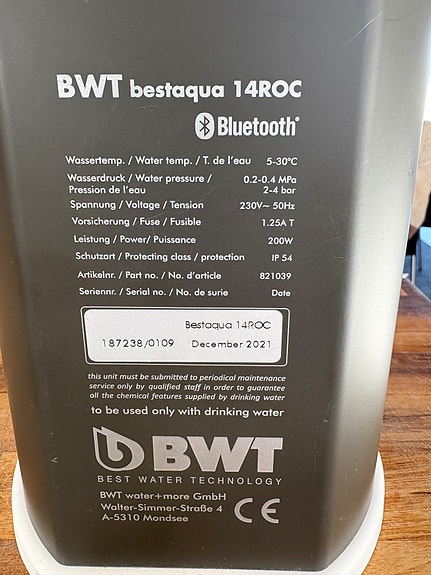 BWT bestaqua 14ROC
Bluetooth®
Wassertemp. / Water temp. / T. de l'eau 5-30°C
Wasserdruck / Water pressure / 0.2-0.4 MPa
Pression de l'eau 2-4 bar
Spannung / Voltage / Tension 230V~ 50Hz
Vorsicherung / Fuse / Fusible 1.25A T
Leistung / Power/ Puissance 200W
Schutzart / Protecting class / protection IP 54
Artikelnr. / Part no. / No. d'article 821039
Seriennr. / Serial no. / No. de surie Date
Bestaqua 14ROC
187238/0109 December 2021
this unit must be submitted to periodical maintenance
service only by qualified staff in order to guarantee
all the chemical features supplied by drinking water
to be used only with drinking water
BWT
BEST WATER TECHNOLOGY
BWT water+more GmbH
Walter-Simmer-Straße 4
A-5310 Mondsee
CE